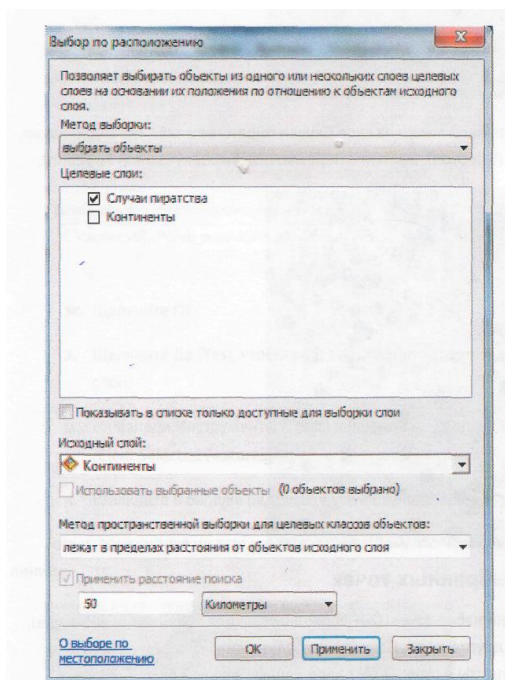 Выбор по расположению
Позволяет выбирать объекты из одного или нескольких слоев целевых
слоев на основании их положения по отношению к объектам исходного
слоя.
Метод выборки:
выбрать объекты
Целевые слои:
Случаи пиратства
Континенты
Показывать в списке только доступные для выборки слои
Исходный слой:
Континенты
Использовать выбранные объекты (0 объектов выбрано)
Метод пространственной выборки для целевых классов объектов:
лежат в пределах расстояния от объектов исходного слоя
Применить расстояние поиска
50 Километры
О выборе по
местоположению
OK Применить Закрыть